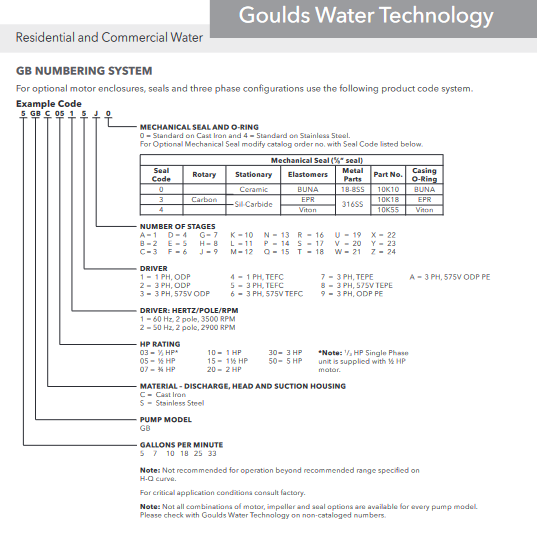 Goulds Water Technology
Residential and Commercial Water
GB NUMBERING SYSTEM
For optional motor enclosures, seals and three phase configurations use the following product code system.
Example Code
5 GB C 05 1 5 J 0
MECHANICAL SEAL AND O-RING
0 = Standard on Cast Iron and 4 = Standard on Stainless Steel.
For Optional Mechanical Seal modify catalog order no. with Seal Code listed below.
Mechanical Seal (⅝" seal)
Seal Code Rotary Stationary Elastomers Metal Parts Part No. Casing O-Ring
0 Carbon Ceramic BUNA 18-8SS 10K10 BUNA
3 Sil-Carbide EPR 316SS 10K18 EPR
4 Viton 10K55 Viton
NUMBER OF STAGES
A = 1 D = 4 G = 7 K = 10 N = 13 R = 16 U = 19 X = 22
B = 2 E = 5 H = 8 L = 11 P = 14 S = 17 V = 20 Y = 23
C = 3 F = 6 J = 9 M = 12 Q = 15 T = 18 W = 21 Z = 24
DRIVER
1 = 1 PH, ODP 4 = 1 PH, TEFC 7 = 3 PH, TEPE A = 3 PH, 575V ODP PE
2 = 3 PH, ODP 5 = 3 PH, TEFC 8 = 3 PH, 575V TEPE
3 = 3 PH, 575V ODP 6 = 3 PH, 575V TEFC 9 = 3 PH, ODP PE
DRIVER: HERTZ/POLE/RPM
1 = 60 Hz, 2 pole, 3500 RPM
2 = 50 Hz, 2 pole, 2900 RPM
HP RATING
03 = ⅓ HP* 10 = 1 HP 30 = 3 HP *Note: ⅓ HP Single Phase
05 = ½ HP 15 = 1½ HP 50 = 5 HP unit is supplied with ½ HP
07 = ¾ HP 20 = 2 HP motor.
MATERIAL – DISCHARGE, HEAD AND SUCTION HOUSING
C = Cast Iron
S = Stainless Steel
PUMP MODEL
GB
GALLONS PER MINUTE
5 7 10 18 25 33
Note: Not recommended for operation beyond recommended range specified on
H-Q curve.
For critical application conditions consult factory.
Note: Not all combinations of motor, impeller and seal options are available for every pump model.
Please check with Goulds Water Technology on non-cataloged numbers.